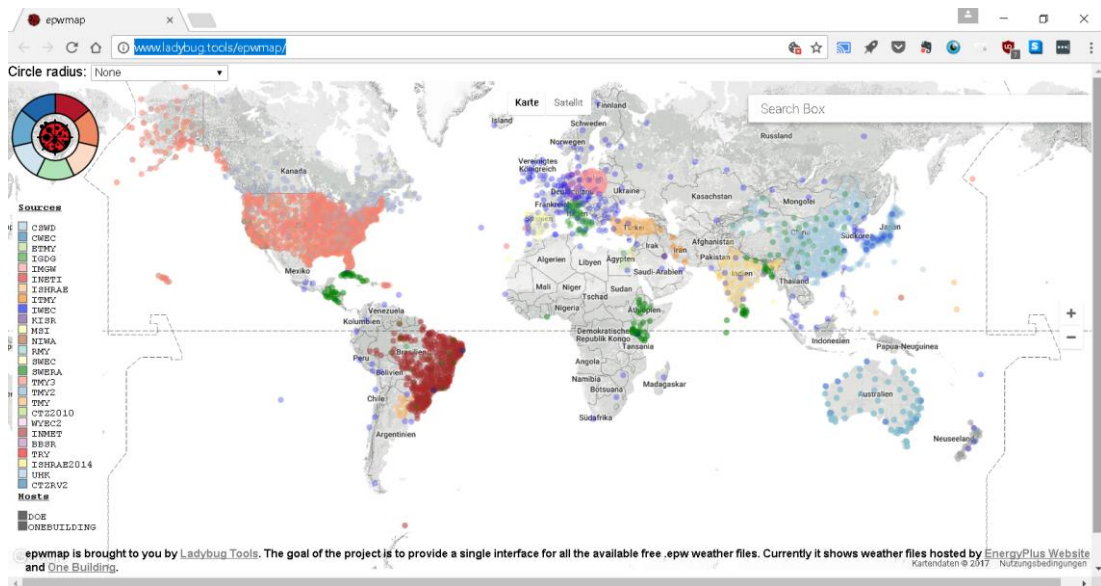 epwmap
www.ladybug.tools/epwmap/
Circle radius: None
Karte Satellit
Search Box
Island
Finnland
Schweden
Norwegen
Russland
Vereinigtes
Königreich
Kanada
Ukraine
Kasachstan
Mongolei
Frankreich
Italien
Türkei
China
Südkorea
Japan
Irak
Iran
Afghanistan
Pakistan
Algerien
Libyen
Ägypten
Saudi-Arabien
Indien
Thailand
Mexiko
Mali
Niger
Tschad
Sudan
Nigeria
Äthiopien
Venezuela
Kolumbien
Demokratische
Republik Kongo
Tansania
Indonesien
Papua-Neuguinea
Peru
Brasilien
Bolivien
Angola
Namibia
Botsuana
Madagaskar
Chile
Südafrika
Australien
Argentinien
Neuseeland
Sources
CSWD
CWEC
ETMY
IGDG
IMGW
INETI
ISHRAE
ITMY
IWEC
KISR
MSI
NIWA
RMY
SWEC
SWERA
TMY3
TMY2
TMY
CTZ2010
WYEC2
INMET
BBSR
TRY
ISHRAE2014
UHK
CTZRV2
Hosts
DOE
ONEBUILDING
+
−
epwmap is brought to you by Ladybug Tools. The goal of the project is to provide a single interface for all the available free .epw weather files. Currently it shows weather files hosted by EnergyPlus Website
and One Building.
Kartendaten © 2017 Nutzungsbedingungen